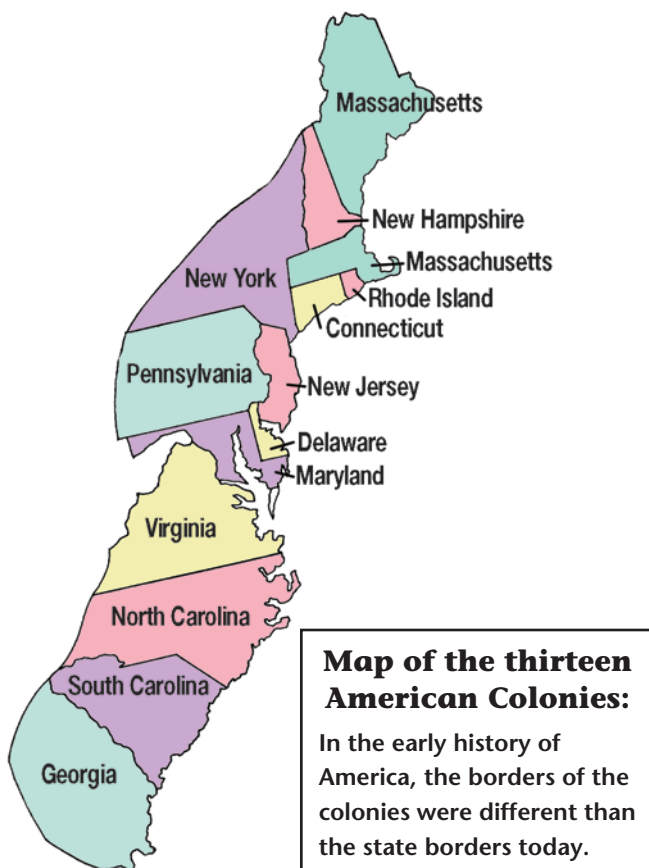 Massachusetts
New Hampshire
Massachusetts
New York
Rhode Island
Connecticut
Pennsylvania
New Jersey
Delaware
Maryland
Virginia
North Carolina
South Carolina
Georgia
Map of the thirteen
American Colonies:
In the early history of
America, the borders of the
colonies were different than
the state borders today.